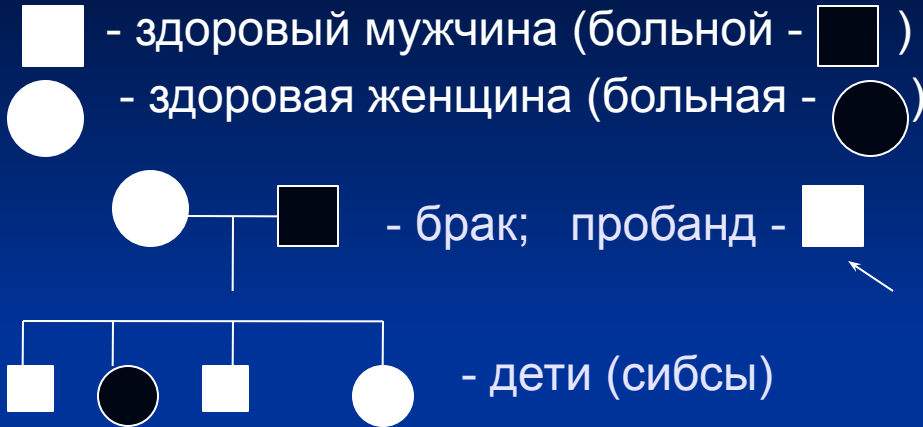 - здоровый мужчина (больной - )
- здоровая женщина (больная - )
- брак; пробанд -
- дети (сибсы)